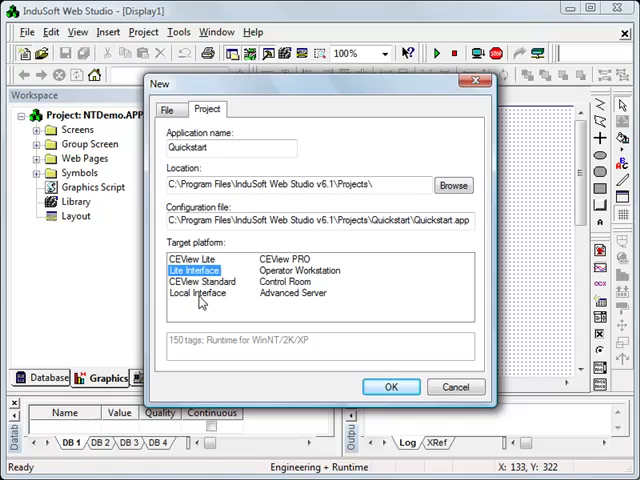 InduSoft Web Studio - [Display1]
File Edit View Insert Project Tools Window Help
100%
Workspace
Project: NTDemo.APP
Screens
Group Screen
Web Pages
Symbols
Graphics Script
Library
Layout
Database Graphics
New
File Project
Application name:
Quickstart
Location:
C:\Program Files\InduSoft Web Studio v6.1\Projects\
Browse
Configuration file:
C:\Program Files\InduSoft Web Studio v6.1\Projects\Quickstart\Quickstart.app
Target platform:
CEView Lite CEView PRO
Lite Interface Operator Workstation
CEView Standard Control Room
Local Interface Advanced Server
150 tags; Runtime for WinNT/2K/XP
OK Cancel
Name Value Quality Continuous
Datab
DB 1 DB 2 DB 3 DB 4
Outpu
Log XRef
Ready Engineering + Runtime X: 133, Y: 322